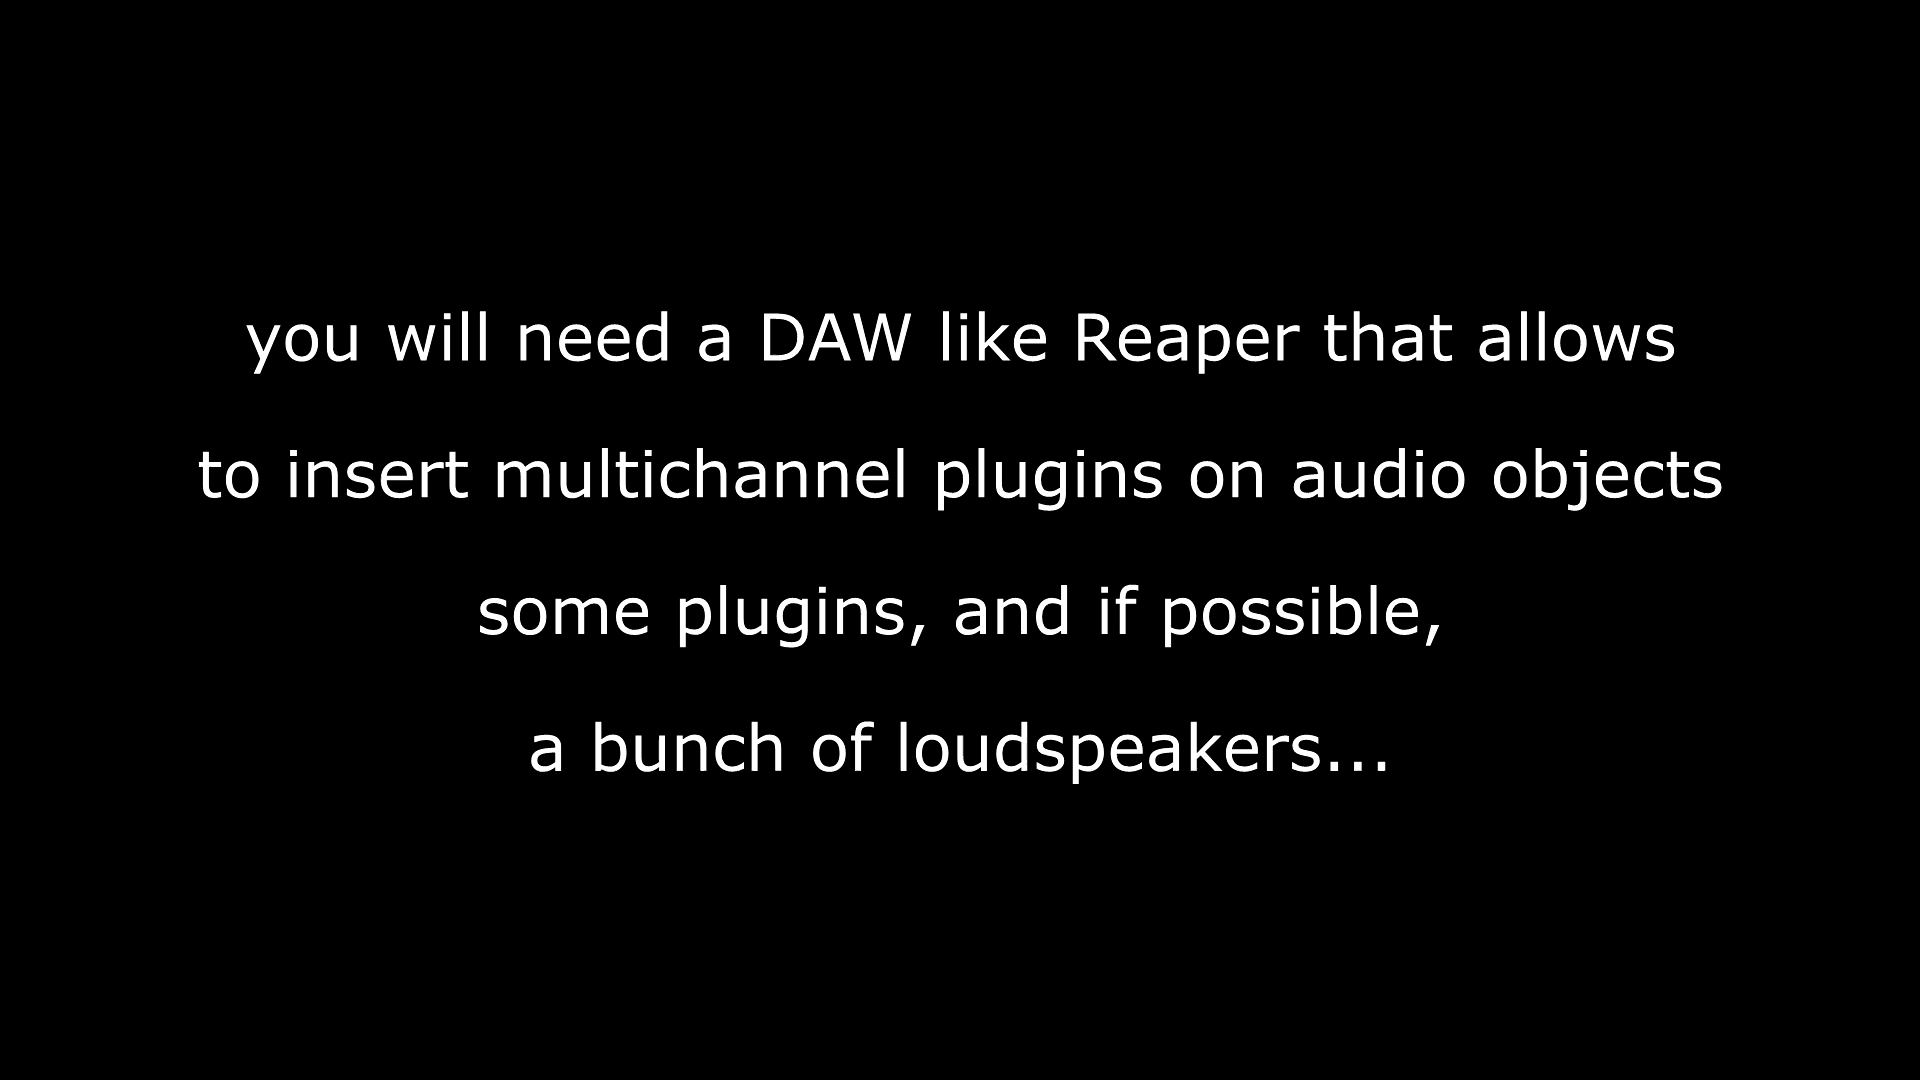 you will need a DAW like Reaper that allows
to insert multichannel plugins on audio objects
some plugins, and if possible,
a bunch of loudspeakers...